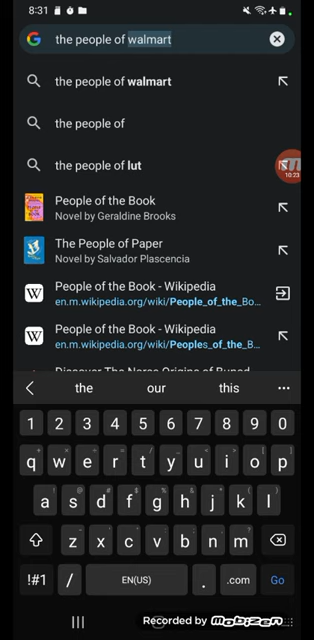 8:31
the people of walmart
the people of walmart
the people of
the people of lut
10:23
People of the Book
Novel by Geraldine Brooks
The People of Paper
Novel by Salvador Plascencia
W
People of the Book - Wikipedia
en.m.wikipedia.org/wiki/People_of_the_Bo...
W
People of the Book - Wikipedia
en.m.wikipedia.org/wiki/Peoples_of_the_B...
the our this
1 2 3 4 5 6 7 8 9 0
q w e r t y u i o p
a s d f g h j k l
z x c v b n m
!#1 / EN(US) . .com Go
Recorded by Mobizen